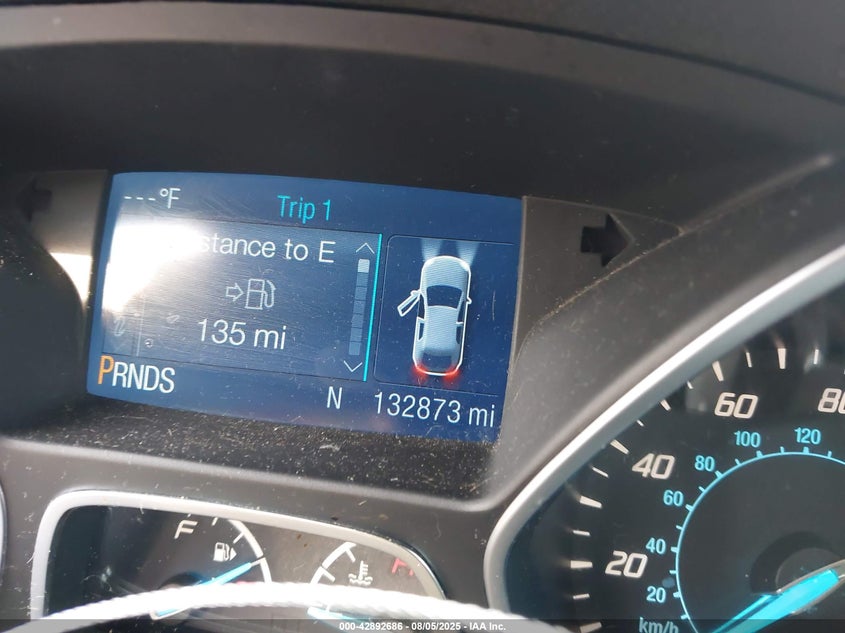 ---°F
Trip 1
stance to E
135 mi
PRNDS
N 132873 mi
F
H
20
40
60
80
20
40
60
80
100
120
km/h
000-42892686 - 08/05/2025 - IAA Inc.